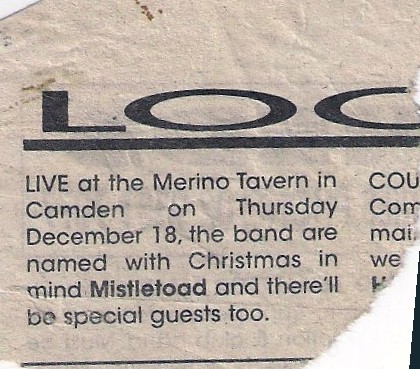 LOC
LIVE at the Merino Tavern in
Camden on Thursday
December 18, the band are
named with Christmas in
mind Mistletoad and there'll
be special guests too.
COU
Com
mai
we
H